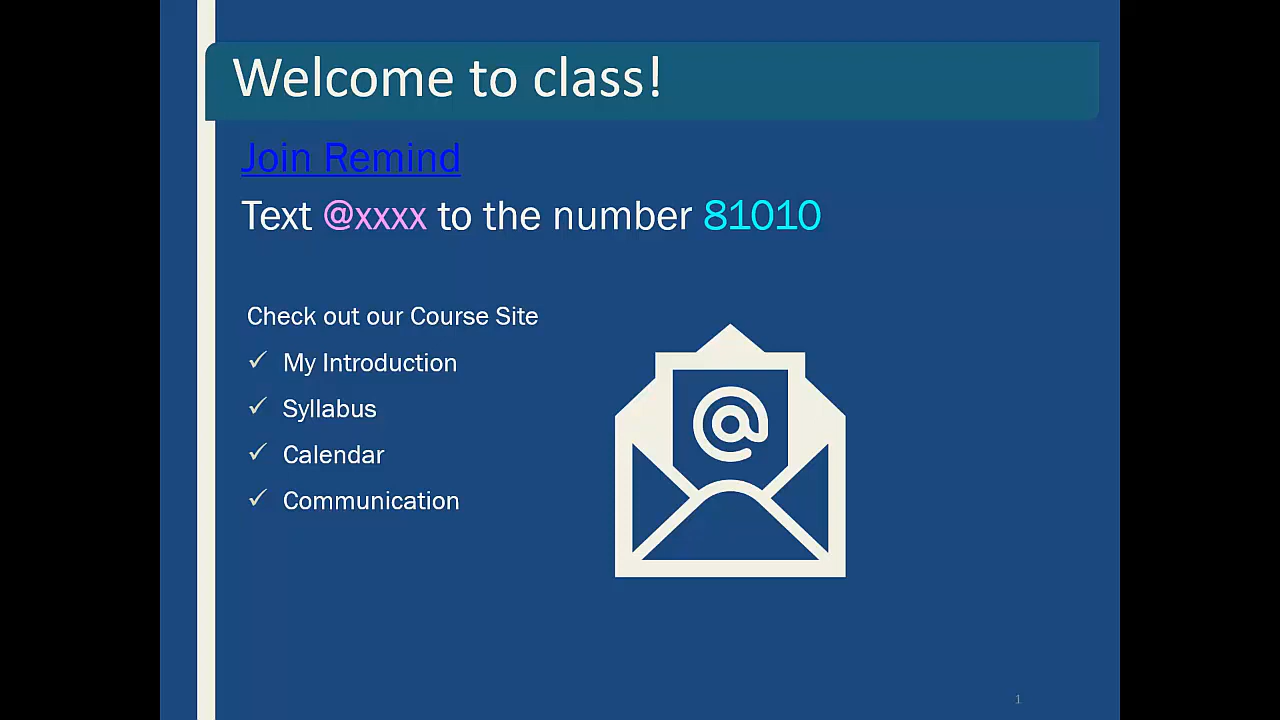 Welcome to class!
Join Remind
Text @xxxx to the number 81010
Check out our Course Site
✓ My Introduction
✓ Syllabus
✓ Calendar
✓ Communication
@
1